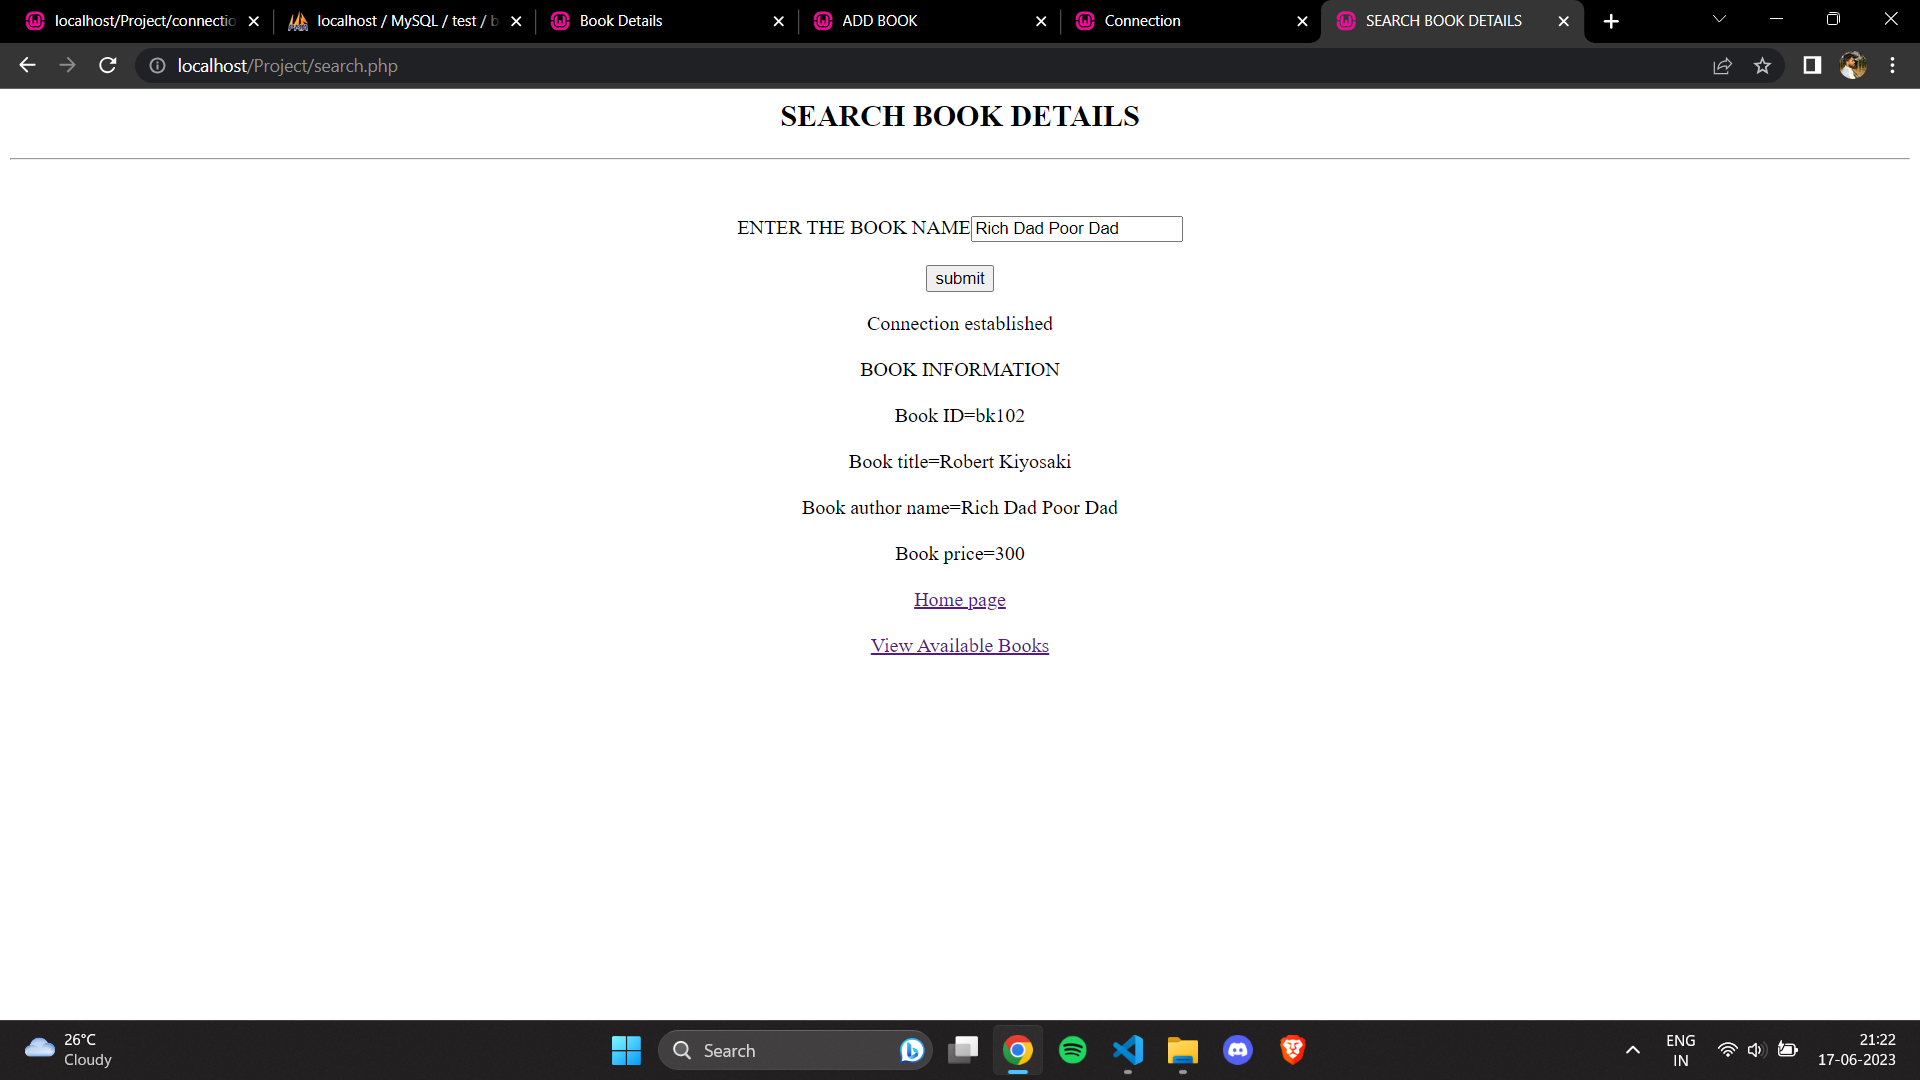 localhost/Project/connectio
localhost / MySQL / test / b
Book Details
ADD BOOK
Connection
SEARCH BOOK DETAILS
localhost/Project/search.php
SEARCH BOOK DETAILS
ENTER THE BOOK NAME Rich Dad Poor Dad
submit
Connection established
BOOK INFORMATION
Book ID=bk102
Book title=Robert Kiyosaki
Book author name=Rich Dad Poor Dad
Book price=300
Home page
View Available Books
26°C
Cloudy
Search
ENG
IN
21:22
17-06-2023